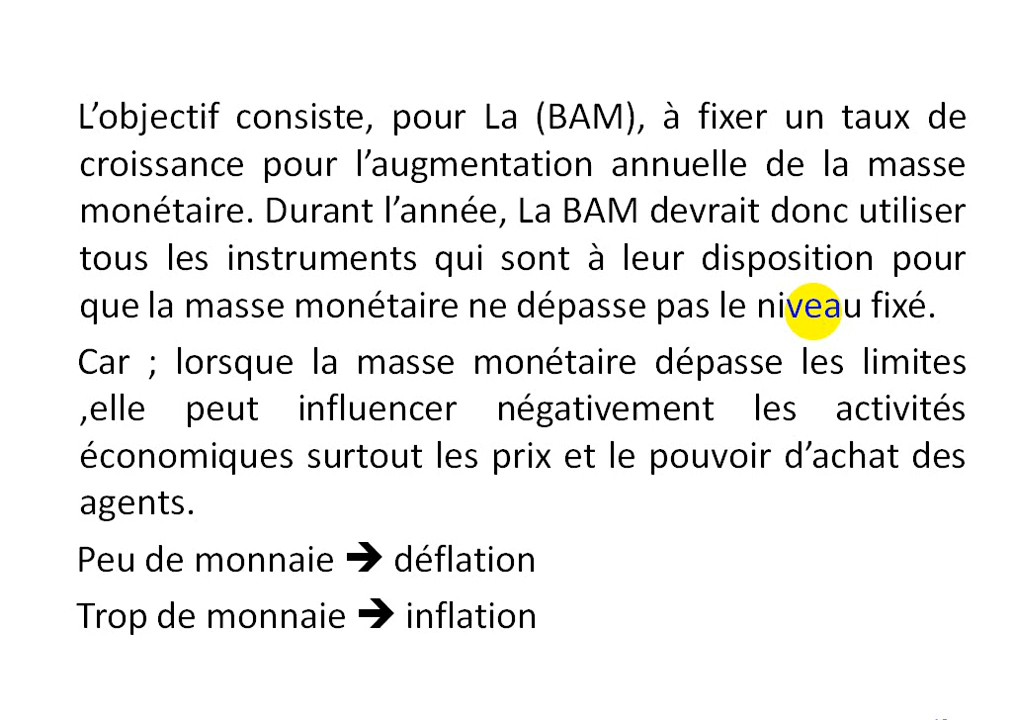 L’objectif consiste, pour La (BAM), à fixer un taux de
croissance pour l’augmentation annuelle de la masse
monétaire. Durant l’année, La BAM devrait donc utiliser
tous les instruments qui sont à leur disposition pour
que la masse monétaire ne dépasse pas le niveau fixé.
Car ; lorsque la masse monétaire dépasse les limites
,elle peut influencer négativement les activités
économiques surtout les prix et le pouvoir d’achat des
agents.
Peu de monnaie ➔ déflation
Trop de monnaie ➔ inflation